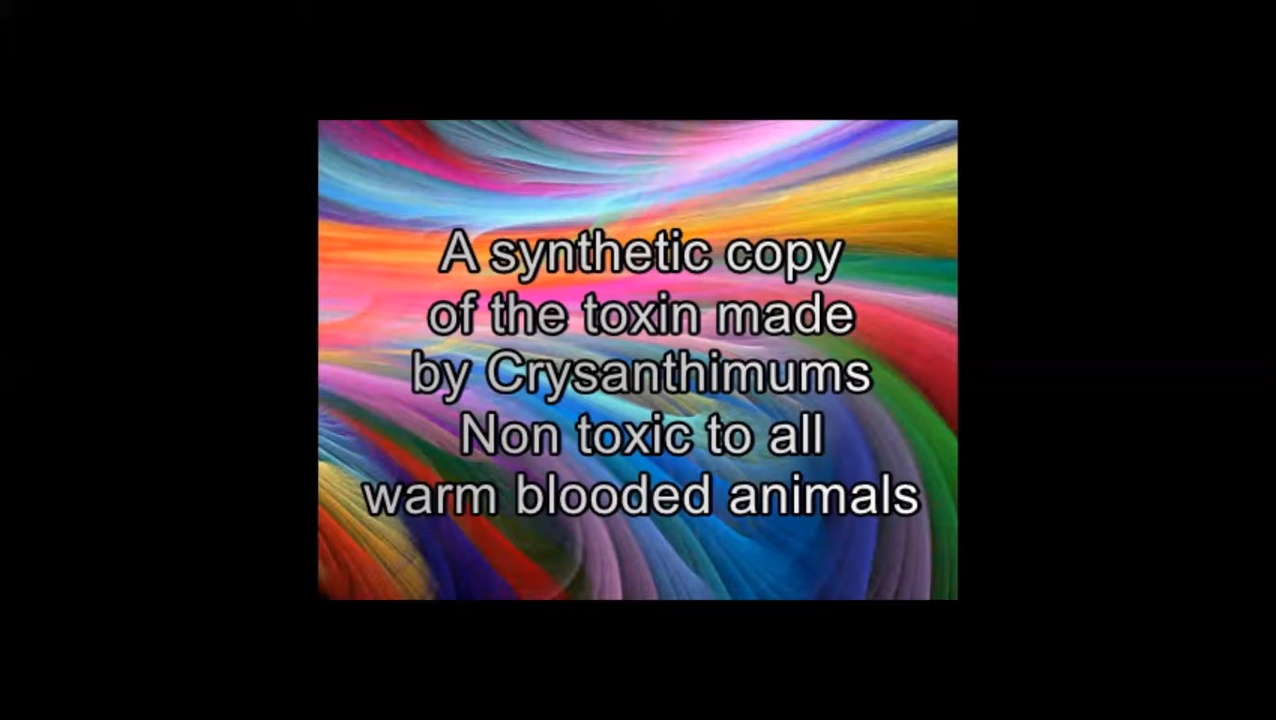 A synthetic copy
of the toxin made
by Crysanthimums
Non toxic to all
warm blooded animals